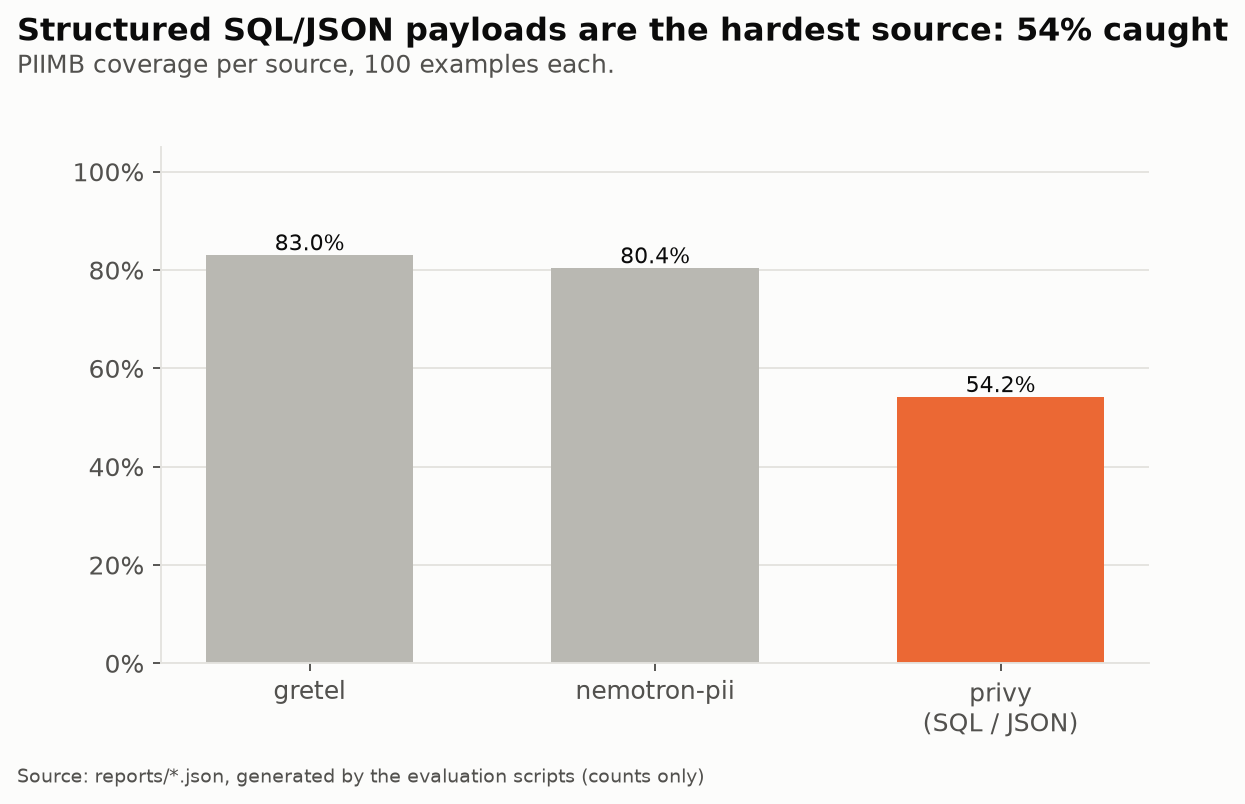 Structured SQL/JSON payloads are the hardest source: 54% caught
PIIMB coverage per source, 100 examples each.
100%
80%
60%
40%
20%
0%
83.0%
80.4%
54.2%
gretel
nemotron-pii
privy
(SQL / JSON)
Source: reports/*.json, generated by the evaluation scripts (counts only)